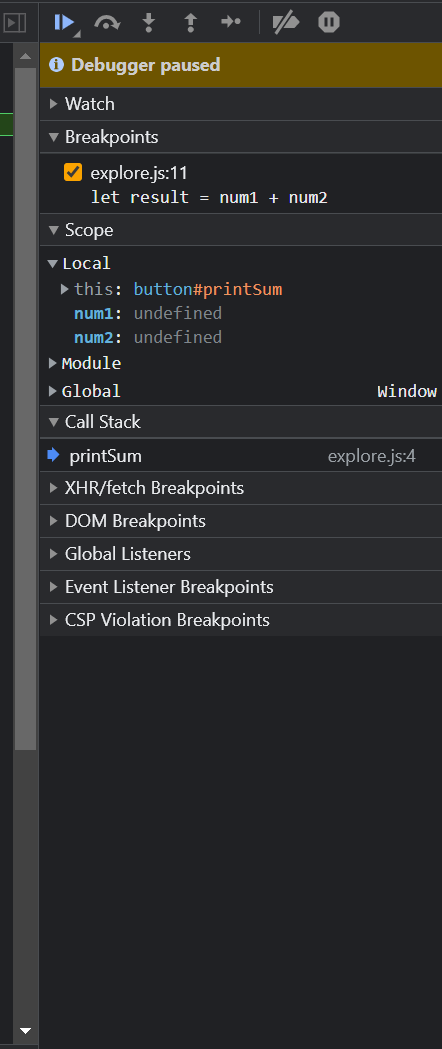 Debugger paused
Watch
Breakpoints
explore.js:11
let result = num1 + num2
Scope
Local
this: button#printSum
num1: undefined
num2: undefined
Module
Global Window
Call Stack
printSum explore.js:4
XHR/fetch Breakpoints
DOM Breakpoints
Global Listeners
Event Listener Breakpoints
CSP Violation Breakpoints